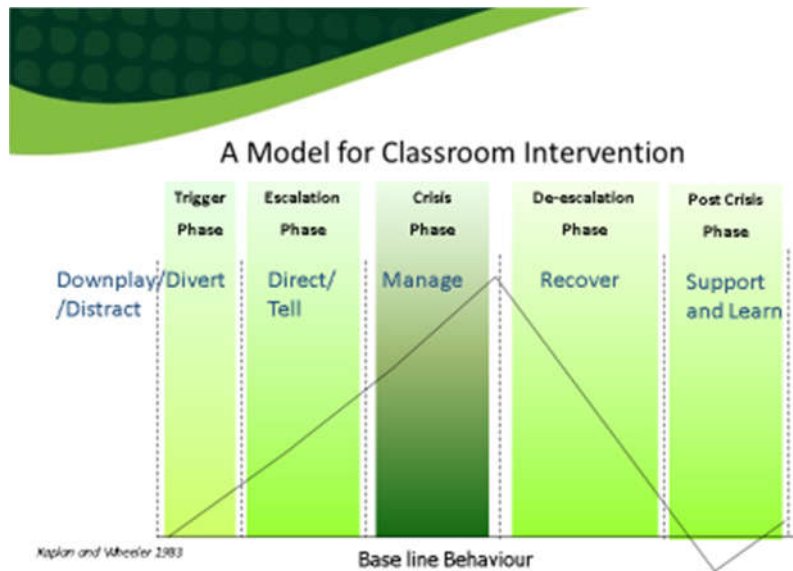 A Model for Classroom Intervention
Trigger
Phase
Escalation
Phase
Crisis
Phase
De-escalation
Phase
Post Crisis
Phase
Downplay/Divert
/Distract
Direct/
Tell
Manage
Recover
Support
and Learn
Kaplan and Wheeler 1983
Base line Behaviour